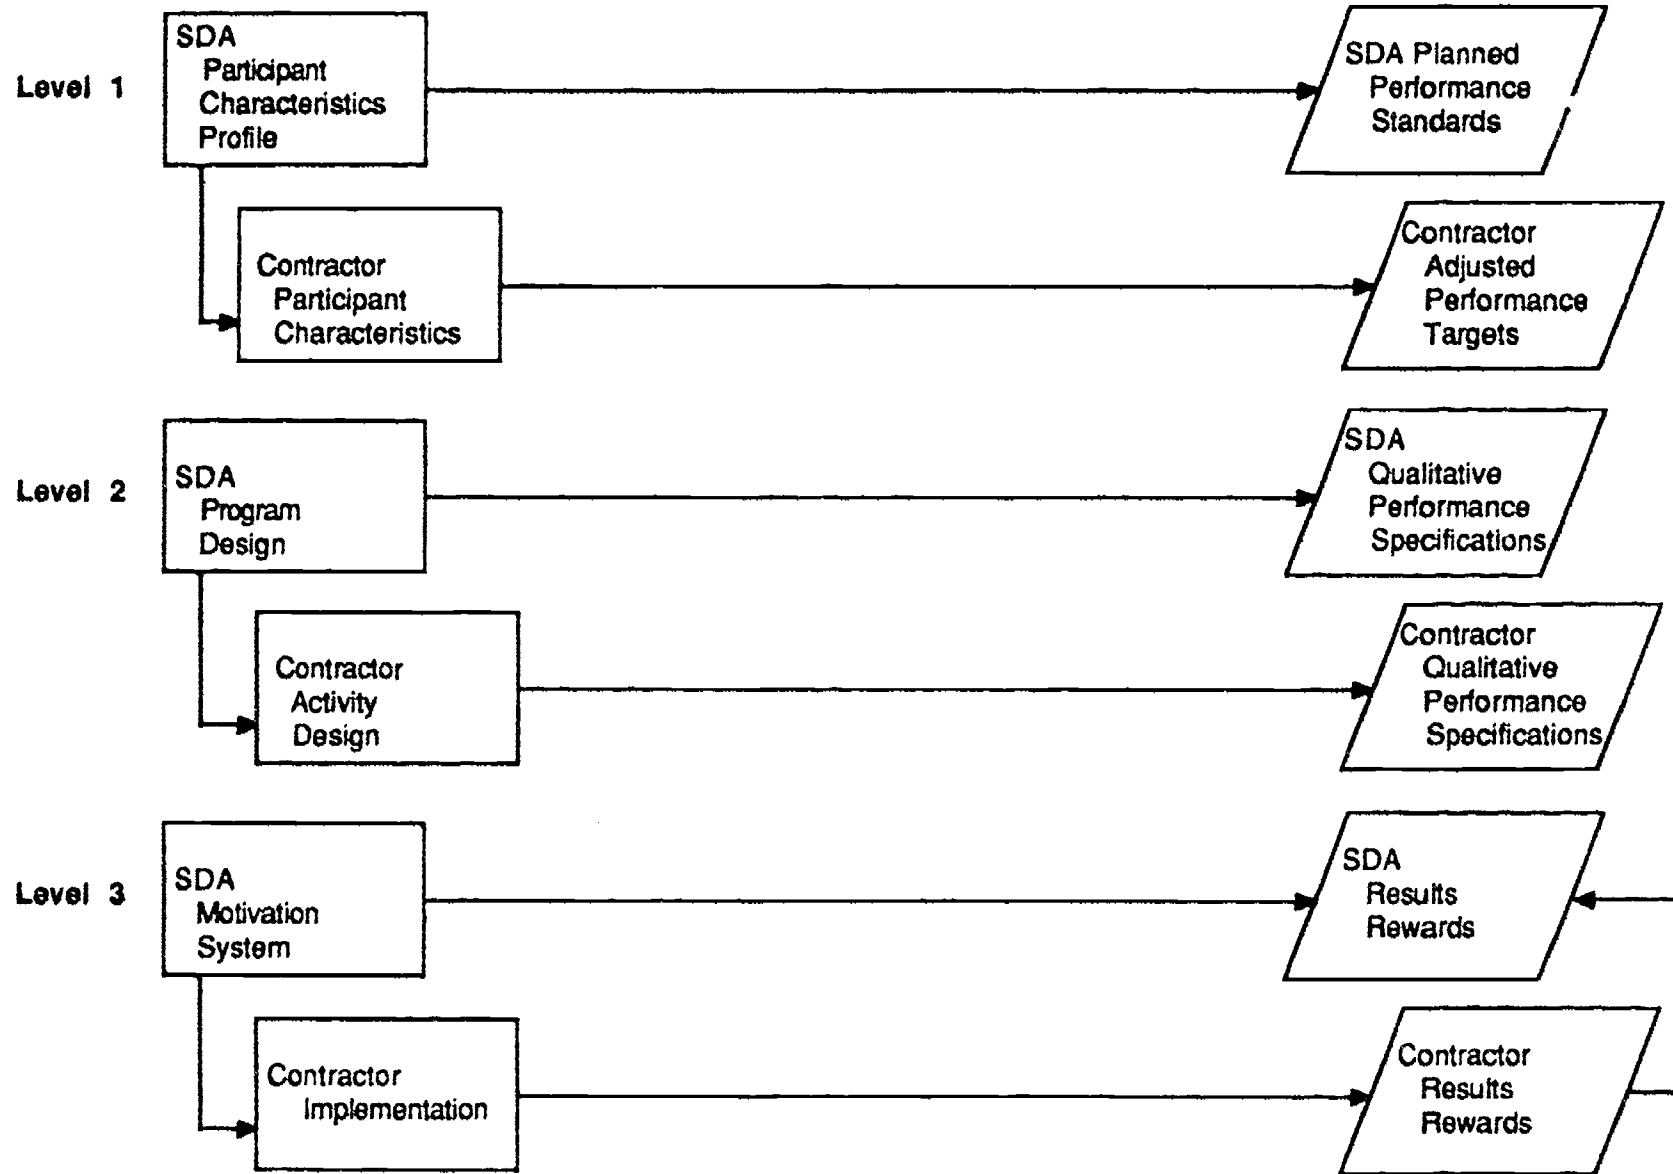 Level 1
SDA
Participant
Characteristics
Profile
SDA Planned
Performance
Standards
Contractor
Participant
Characteristics
Contractor
Adjusted
Performance
Targets
Level 2
SDA
Program
Design
SDA
Qualitative
Performance
Specifications
Contractor
Activity
Design
Contractor
Qualitative
Performance
Specifications
Level 3
SDA
Motivation
System
SDA
Results
Rewards
Contractor
Implementation
Contractor
Results
Rewards